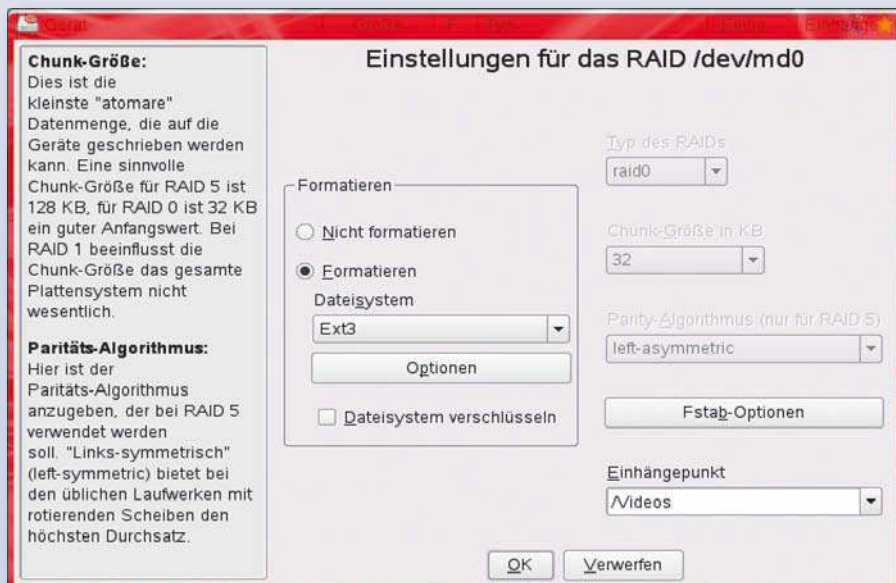 Gerät
Größe
F
Typ
Einhänge
Chunk-Größe:
Dies ist die
kleinste "atomare"
Datenmenge, die auf die
Geräte geschrieben werden
kann. Eine sinnvolle
Chunk-Größe für RAID 5 ist
128 KB, für RAID 0 ist 32 KB
ein guter Anfangswert. Bei
RAID 1 beeinflusst die
Chunk-Größe das gesamte
Plattensystem nicht
wesentlich.
Paritäts-Algorithmus:
Hier ist der
Paritäts-Algorithmus
anzugeben, der bei RAID 5
verwendet werden
soll. "Links-symmetrisch"
(left-symmetric) bietet bei
den üblichen Laufwerken mit
rotierenden Scheiben den
höchsten Durchsatz.
Einstellungen für das RAID /dev/md0
Formatieren
Nicht formatieren
Formatieren
Dateisystem
Ext3
Optionen
Dateisystem verschlüsseln
Typ des RAIDs
raid0
Chunk-Größe in KB
32
Parity-Algorithmus (nur für RAID 5)
left-asymmetric
Fstab-Optionen
Einhängepunkt
/Videos
OK
Verwerfen